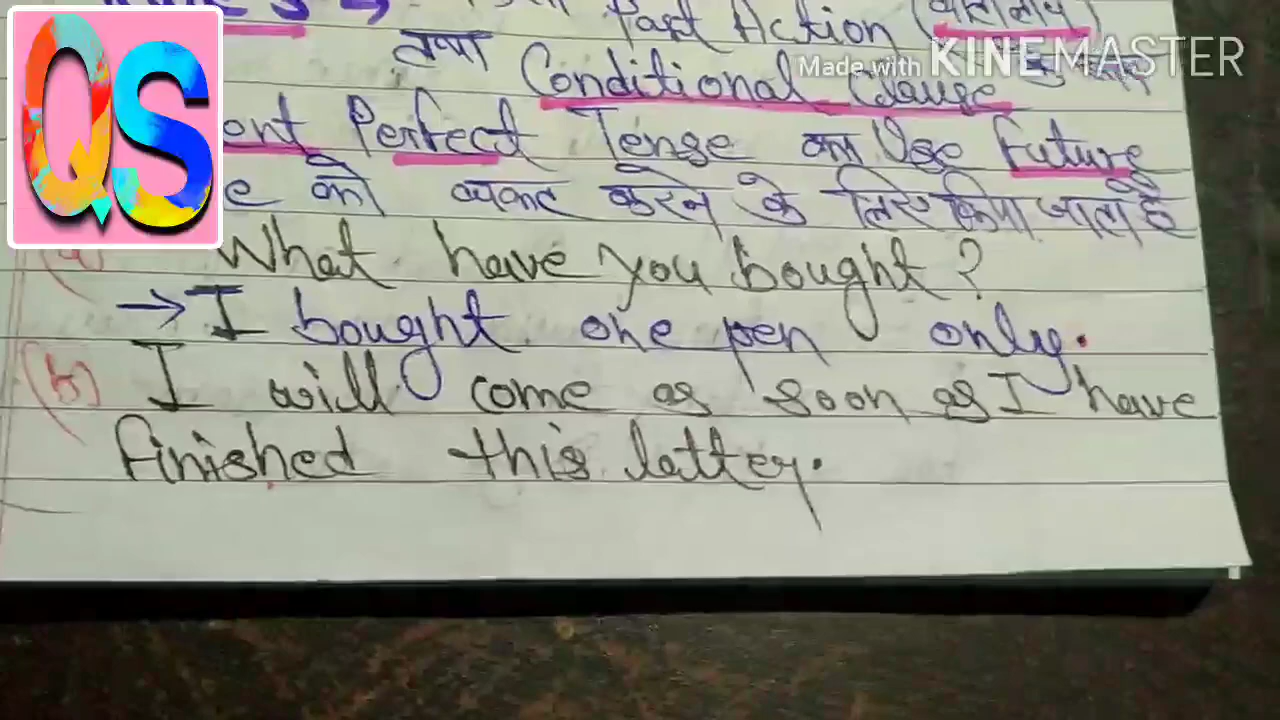 QS
Past Action (वार्तालाप)
Made with KINEMASTER
तथा Conditional Clause
ent Perfect Tense का Use Future
e को व्यक्त करने के लिए किया जाता है
(a) What have you bought?
→ I bought one pen only.
(b) I will come as soon as I have
finished this letter.